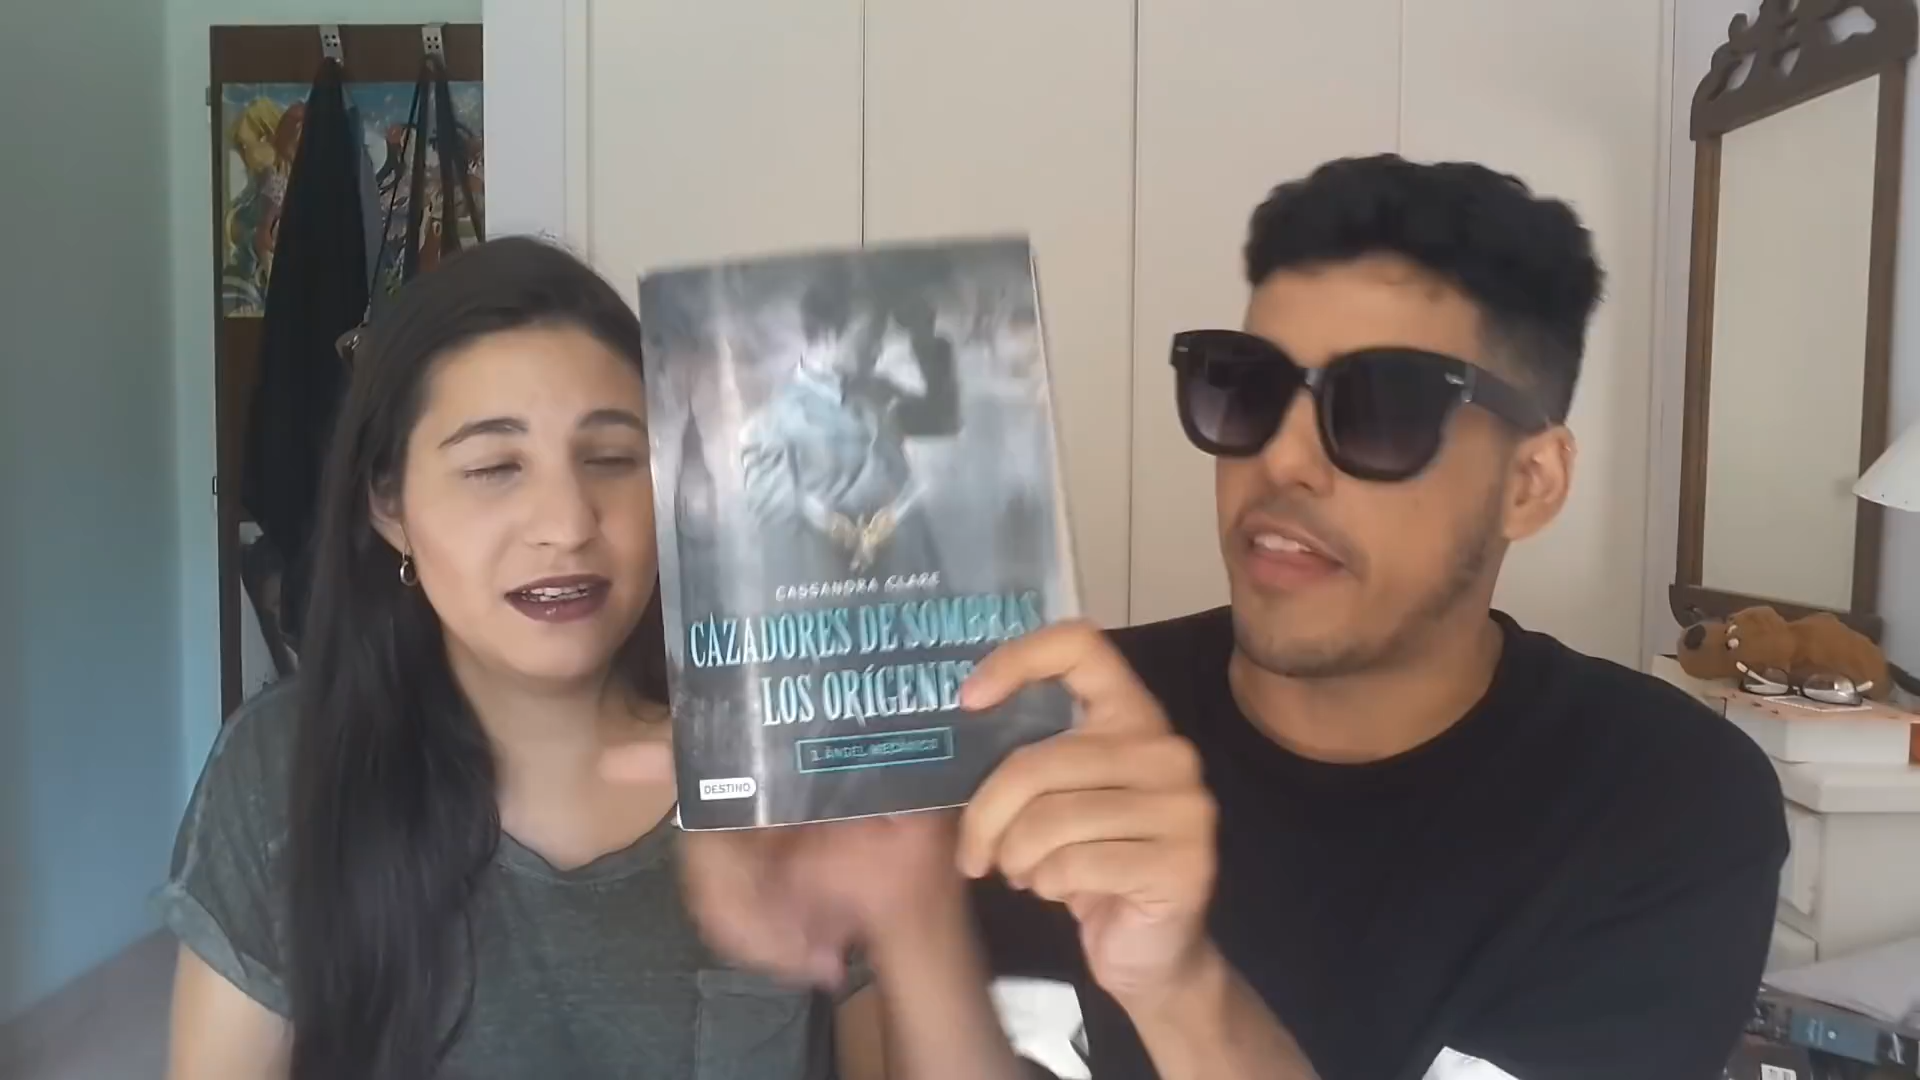 CASSANDRA CLARE
CAZADORES DE SOMBRAS
LOS ORÍGENES
1. ÁNGEL MECÁNICO
DESTINO